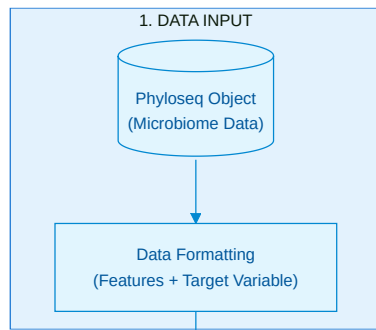 1. DATA INPUT
Phyloseq Object
(Microbiome Data)
Data Formatting
(Features + Target Variable)